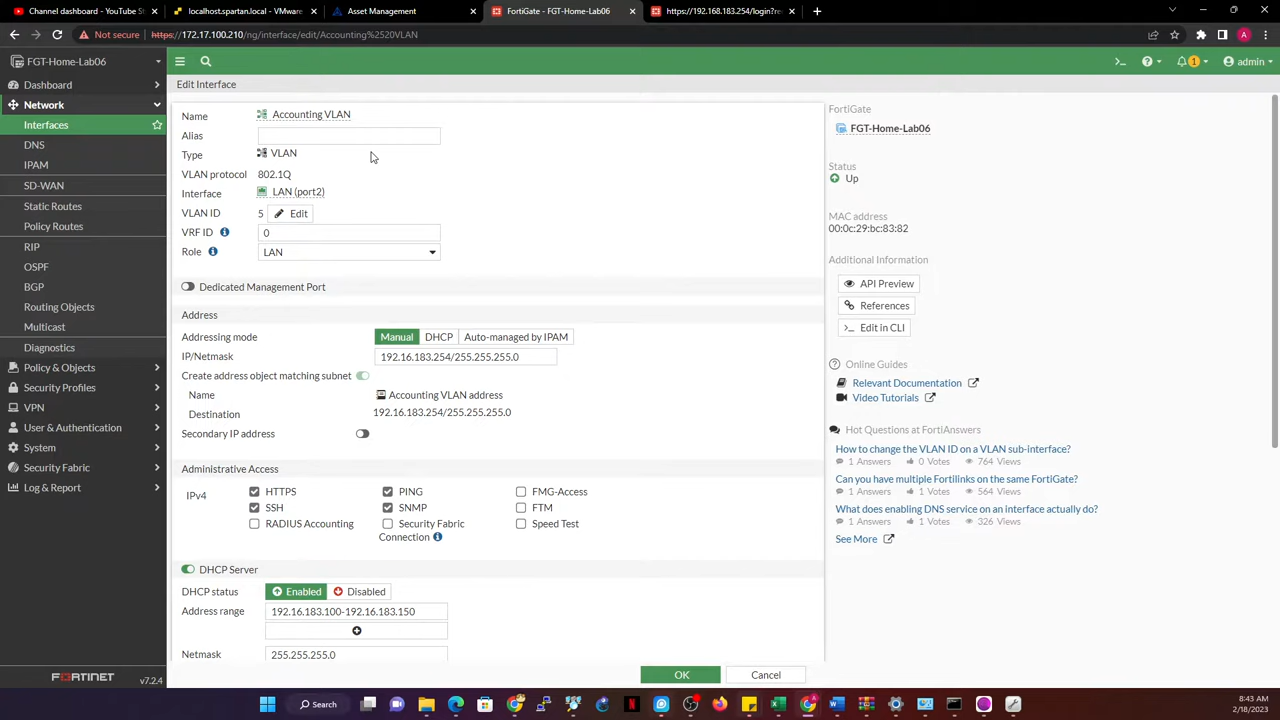 Channel dashboard - YouTube St
localhost.spartan.local - VMware
Asset Management
FortiGate - FGT-Home-Lab06
https://192.168.183.254/login?re
Not secure
https://172.17.100.210/ng/interface/edit/Accounting%2520VLAN
A
FGT-Home-Lab06
1
admin
Dashboard
Network
Interfaces
DNS
IPAM
SD-WAN
Static Routes
Policy Routes
RIP
OSPF
BGP
Routing Objects
Multicast
Diagnostics
Policy & Objects
Security Profiles
VPN
User & Authentication
System
Security Fabric
Log & Report
FORTINET
v7.2.4
Edit Interface
Name Accounting VLAN
Alias
Type VLAN
VLAN protocol 802.1Q
Interface LAN (port2)
VLAN ID 5 Edit
VRF ID 0
Role LAN
Dedicated Management Port
Address
Addressing mode Manual DHCP Auto-managed by IPAM
IP/Netmask 192.16.183.254/255.255.255.0
Create address object matching subnet
Name Accounting VLAN address
Destination 192.16.183.254/255.255.255.0
Secondary IP address
Administrative Access
IPv4
HTTPS PING FMG-Access
SSH SNMP FTM
RADIUS Accounting Security Fabric Speed Test
Connection
DHCP Server
DHCP status Enabled Disabled
Address range 192.16.183.100-192.16.183.150
Netmask 255.255.255.0
OK Cancel
FortiGate
FGT-Home-Lab06
Status
Up
MAC address
00:0c:29:bc:83:82
Additional Information
API Preview
References
Edit in CLI
Online Guides
Relevant Documentation
Video Tutorials
Hot Questions at FortiAnswers
How to change the VLAN ID on a VLAN sub-interface?
1 Answers 0 Votes 764 Views
Can you have multiple Fortilinks on the same FortiGate?
1 Answers 1 Votes 564 Views
What does enabling DNS service on an interface actually do?
1 Answers 1 Votes 326 Views
See More
Search
8:43 AM
2/18/2023